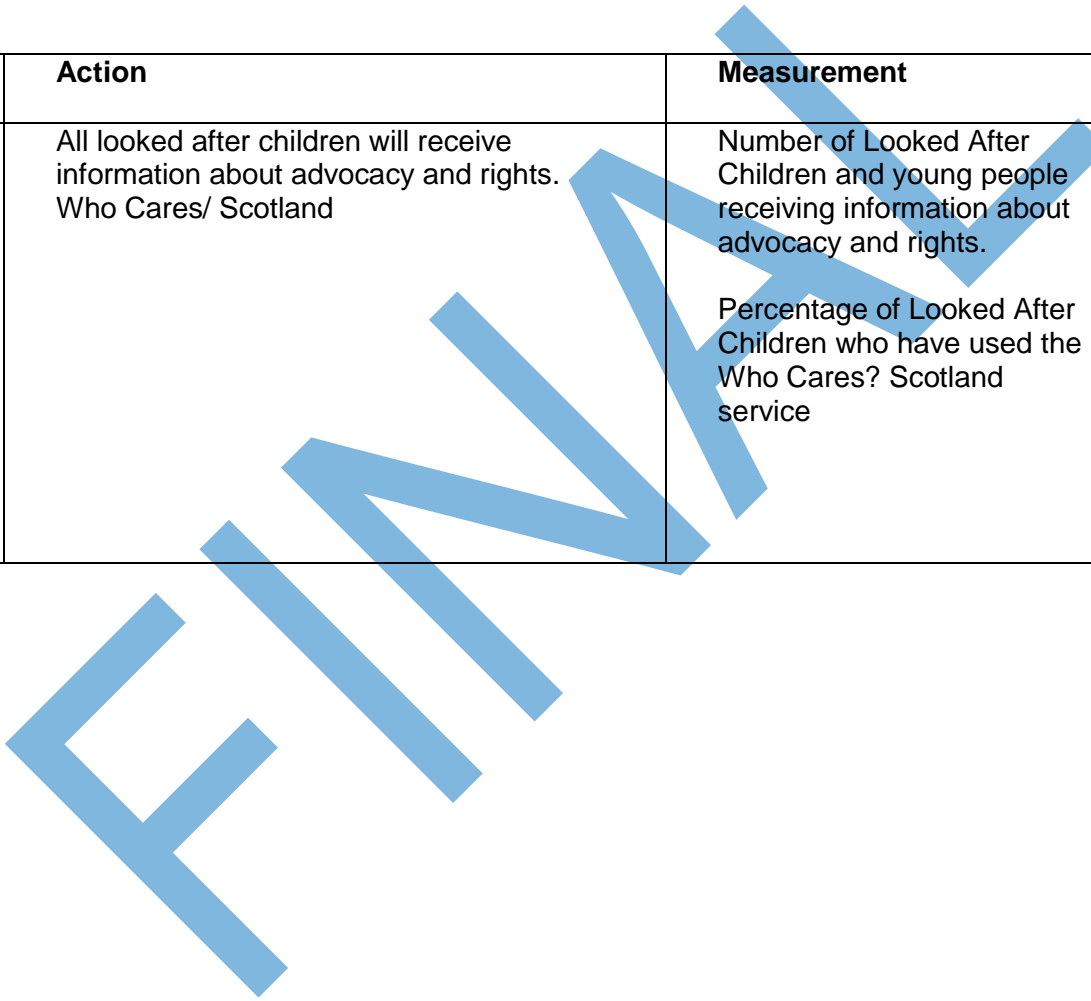 Action
All looked after children will receive
information about advocacy and rights.
Who Cares/ Scotland
Measurement
Number of Looked After
Children and young people
receiving information about
advocacy and rights.
Percentage of Looked After
Children who have used the
Who Cares? Scotland
service
FINAL